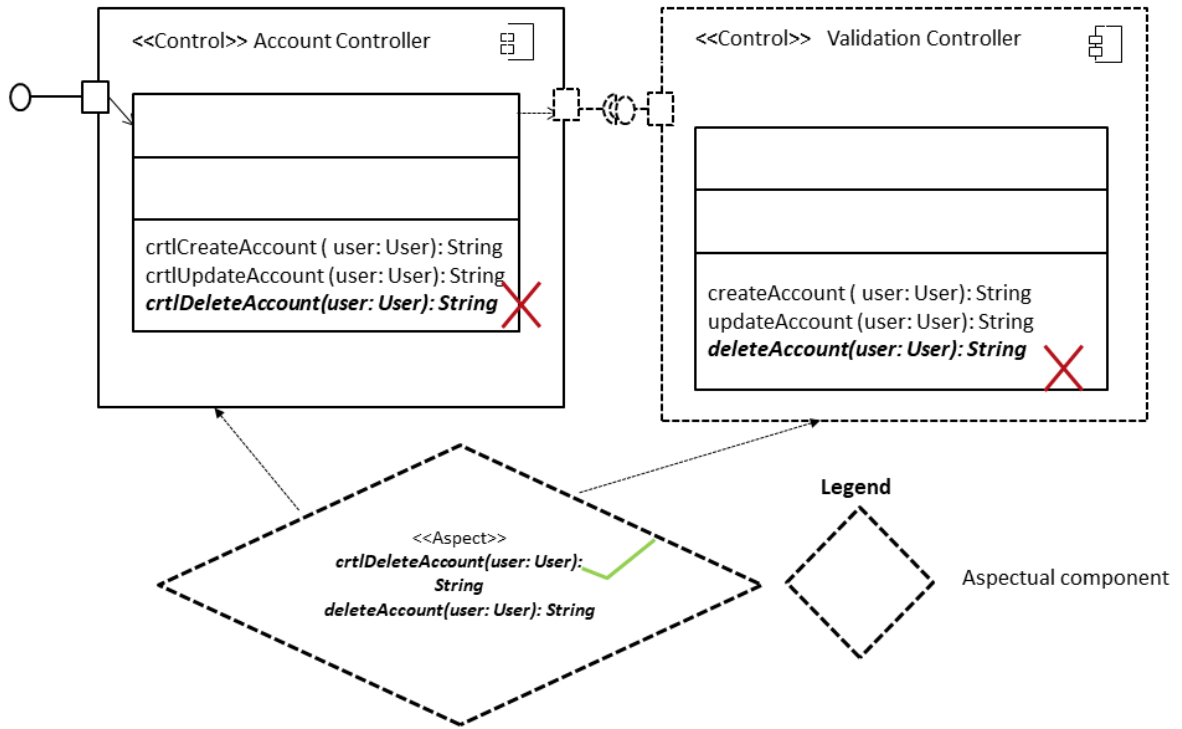 <<Control>> Account Controller
crtlCreateAccount ( user: User): String
crtlUpdateAccount (user: User): String
crtlDeleteAccount(user: User): String
<<Control>> Validation Controller
createAccount ( user: User): String
updateAccount (user: User): String
deleteAccount(user: User): String
<<Aspect>>
crtlDeleteAccount(user: User):
String
deleteAccount(user: User): String
Legend
Aspectual component